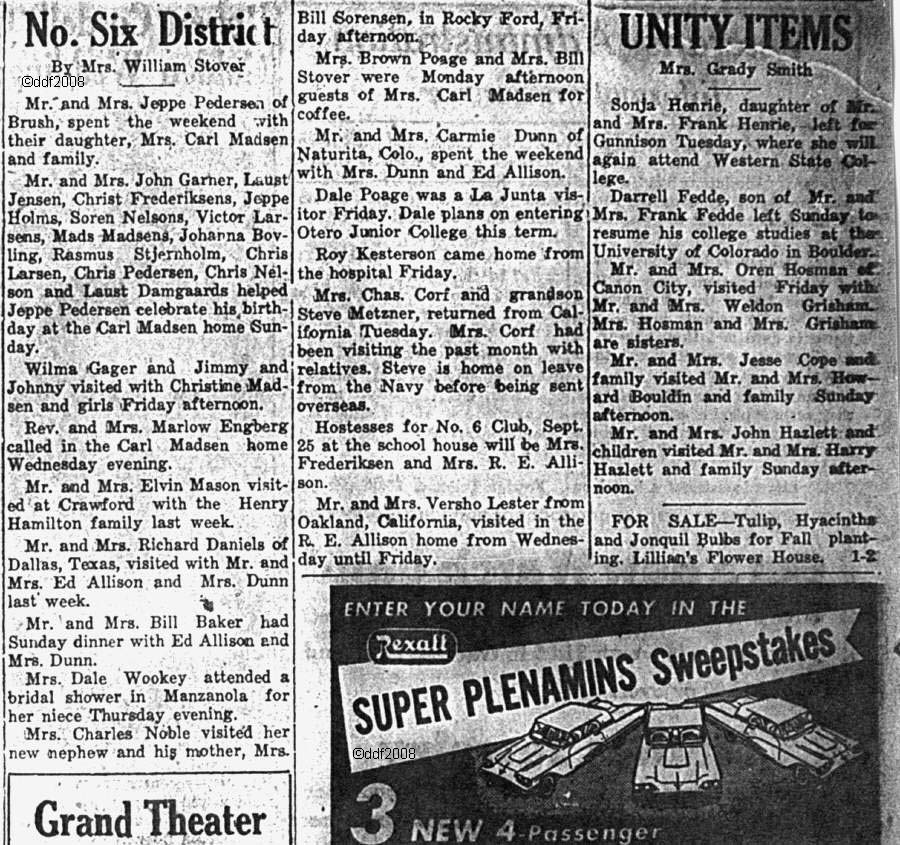 No. Six District
By Mrs. William Stover
©ddf2008
Mr. and Mrs. Jeppe Pedersen of
Brush, spent the weekend with
their daughter, Mrs. Carl Madsen
and family.
Mr. and Mrs. John Garner, Laust
Jensen, Christ Frederiksens, Jeppe
Holms, Soren Nelsons, Victor Lar-
sens, Mads Madsens, Johanna Bov-
ling, Rasmus Stjernholm, Chris
Larsen, Chris Pedersen, Chris Nel-
son and Laust Damgaards helped
Jeppe Pedersen celebrate his birth-
day at the Carl Madsen home Sun-
day.
Wilma Gager and Jimmy and
Johnny visited with Christine Mad-
sen and girls Friday afternoon.
Rev. and Mrs. Marlow Engberg
called in the Carl Madsen home
Wednesday evening.
Mr. and Mrs. Elvin Mason visit-
ed at Crawford with the Henry
Hamilton family last week.
Mr. and Mrs. Richard Daniels of
Dallas, Texas, visited with Mr. and
Mrs. Ed Allison and Mrs. Dunn
last week.
Mr. and Mrs. Bill Baker had
Sunday dinner with Ed Allison and
Mrs. Dunn.
Mrs. Dale Wookey attended a
bridal shower in Manzanola for
her niece Thursday evening.
Mrs. Charles Noble visited her
new nephew and his mother, Mrs.
Bill Sorensen, in Rocky Ford, Fri-
day afternoon.
Mrs. Brown Poage and Mrs. Bill
Stover were Monday afternoon
guests of Mrs. Carl Madsen for
coffee.
Mr. and Mrs. Carmie Dunn of
Naturita, Colo., spent the weekend
with Mrs. Dunn and Ed Allison.
Dale Poage was a La Junta vis-
itor Friday. Dale plans on entering
Otero Junior College this term.
Roy Kesterson came home from
the hospital Friday.
Mrs. Chas. Corf and grandson
Steve Metzner, returned from Cal-
ifornia Tuesday. Mrs. Corf had
been visiting the past month with
relatives. Steve is home on leave
from the Navy before being sent
overseas.
Hostesses for No. 6 Club, Sept.
25 at the school house will be Mrs.
Frederiksen and Mrs. R. E. Alli-
son.
Mr. and Mrs. Versho Lester from
Oakland, California, visited in the
R. E. Allison home from Wednes-
day until Friday.
UNITY ITEMS
Mrs. Grady Smith
Sonja Henrie, daughter of Mr.
and Mrs. Frank Henrie, left for
Gunnison Tuesday, where she will
again attend Western State Col-
lege.
Darrell Fedde, son of Mr. and
Mrs. Frank Fedde left Sunday to
resume his college studies at the
University of Colorado in Boulder.
Mr. and Mrs. Oren Hosman of
Canon City, visited Friday with
Mr. and Mrs. Weldon Grisham.
Mrs. Hosman and Mrs. Grisham
are sisters.
Mr. and Mrs. Jesse Cope and
family visited Mr. and Mrs. How-
ard Bouldin and family Sunday
afternoon.
Mr. and Mrs. John Hazlett and
children visited Mr. and Mrs. Harry
Hazlett and family Sunday after-
noon.
FOR SALE—Tulip, Hyacinths
and Jonquil Bulbs for Fall plant-
ing. Lillian's Flower House. 1-2
Grand Theater
ENTER YOUR NAME TODAY IN THE
Rexall
SUPER PLENAMINS Sweepstakes
©ddf2008
3 NEW 4-Passenger